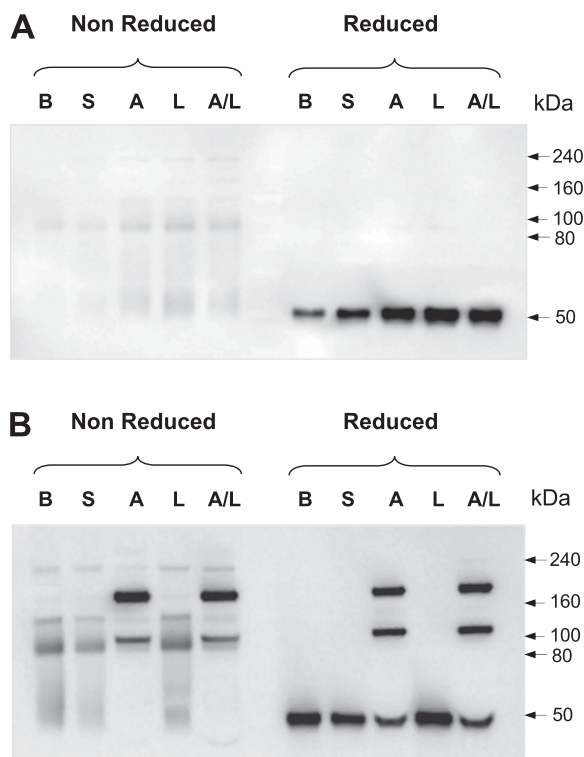 A
Non Reduced Reduced
B S A L A/L B S A L A/L kDa
240
160
100
80
50
B
Non Reduced Reduced
B S A L A/L B S A L A/L kDa
240
160
100
80
50